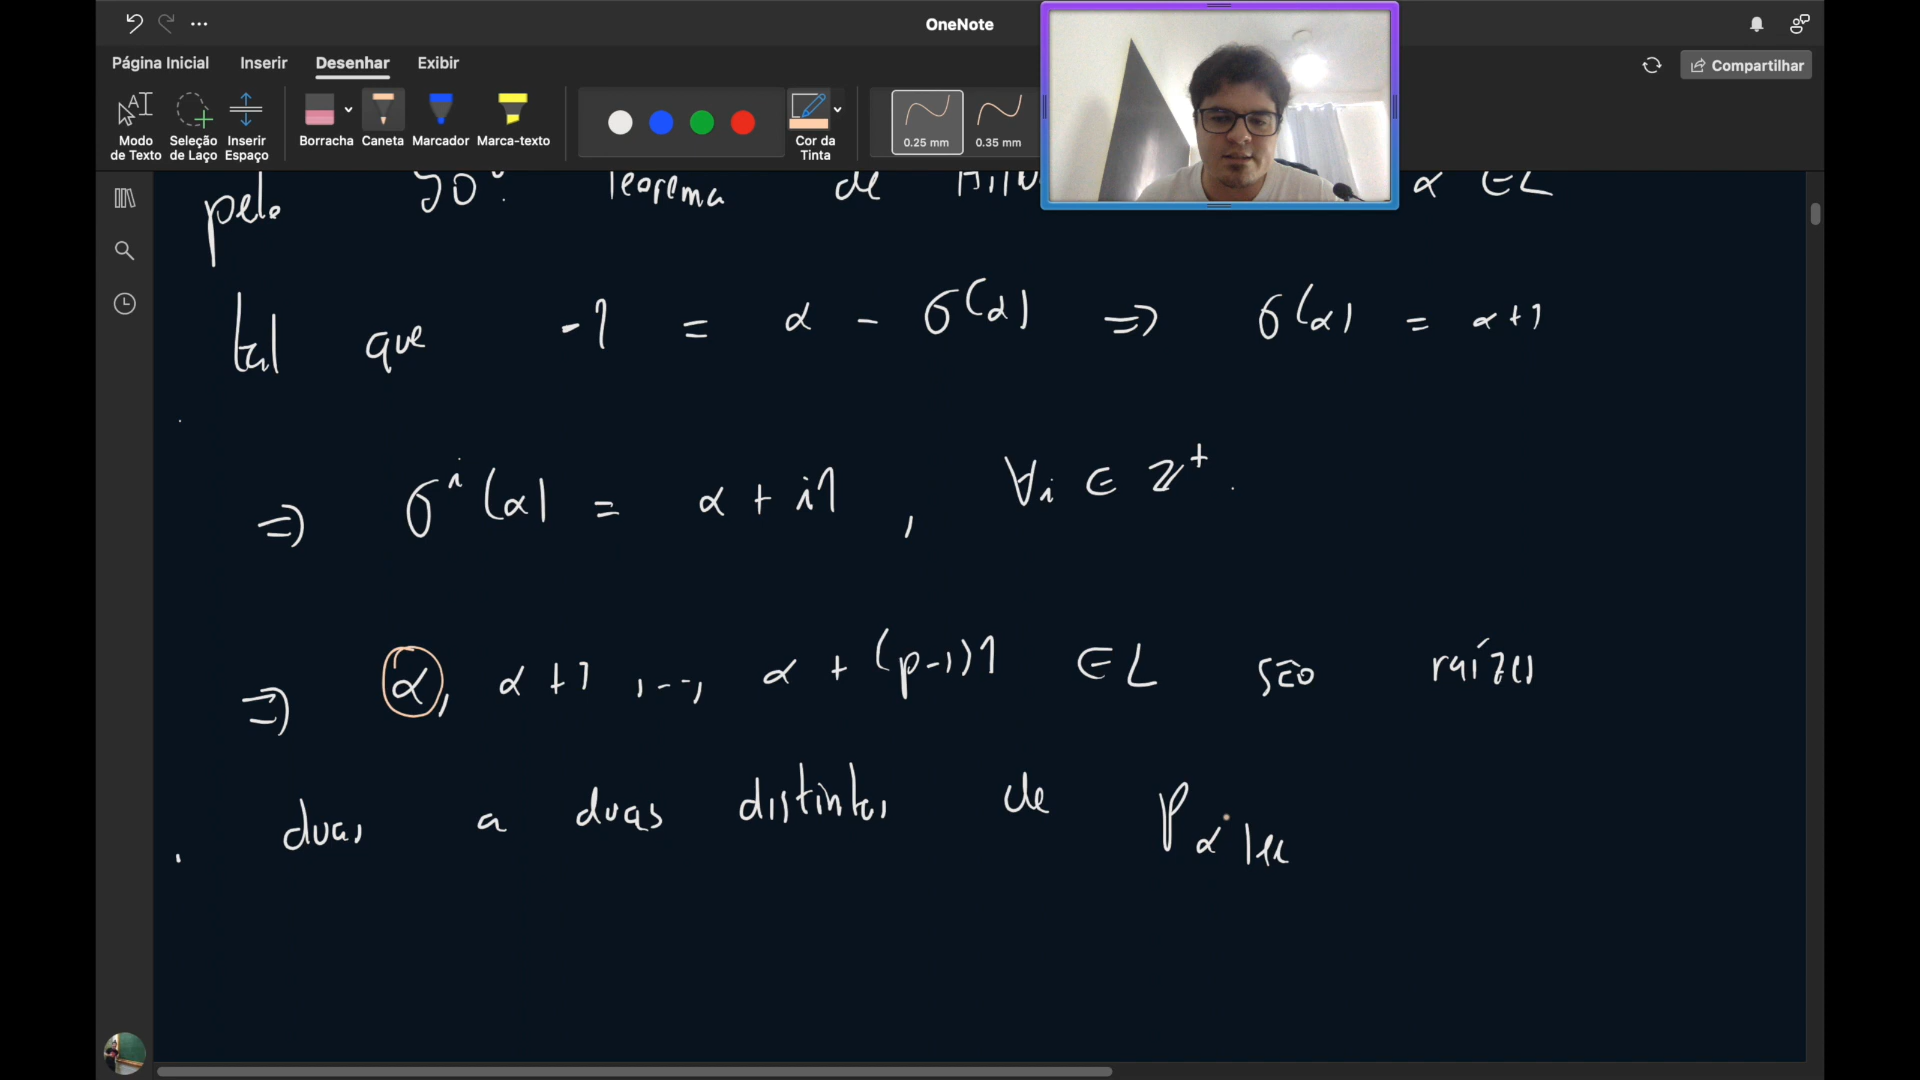 OneNote
Página Inicial Inserir Desenhar Exibir
Compartilhar
Modo de Texto
Seleção de Laço
Inserir Espaço
Borracha
Caneta
Marcador
Marca-texto
Cor da Tinta
0.25 mm
0.35 mm
pelo 90º. Teorema de α ∈ L
tal que -1 = α - σ(α) => σ(α) = α + 1
=> σ^i(α) = α + i1, ∀i ∈ ℤ^+.
=> α, α + 1, ..., α + (p-1)1 ∈ L são raízes
duas a duas distintas de P_α|K